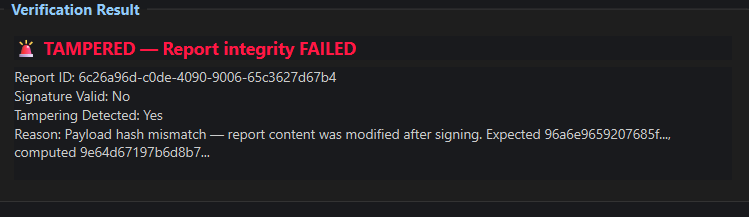 Verification Result
🚨 TAMPERED — Report integrity FAILED
Report ID: 6c26a96d-c0de-4090-9006-65c3627d67b4
Signature Valid: No
Tampering Detected: Yes
Reason: Payload hash mismatch — report content was modified after signing. Expected 96a6e9659207685f...,
computed 9e64d67197b6d8b7...